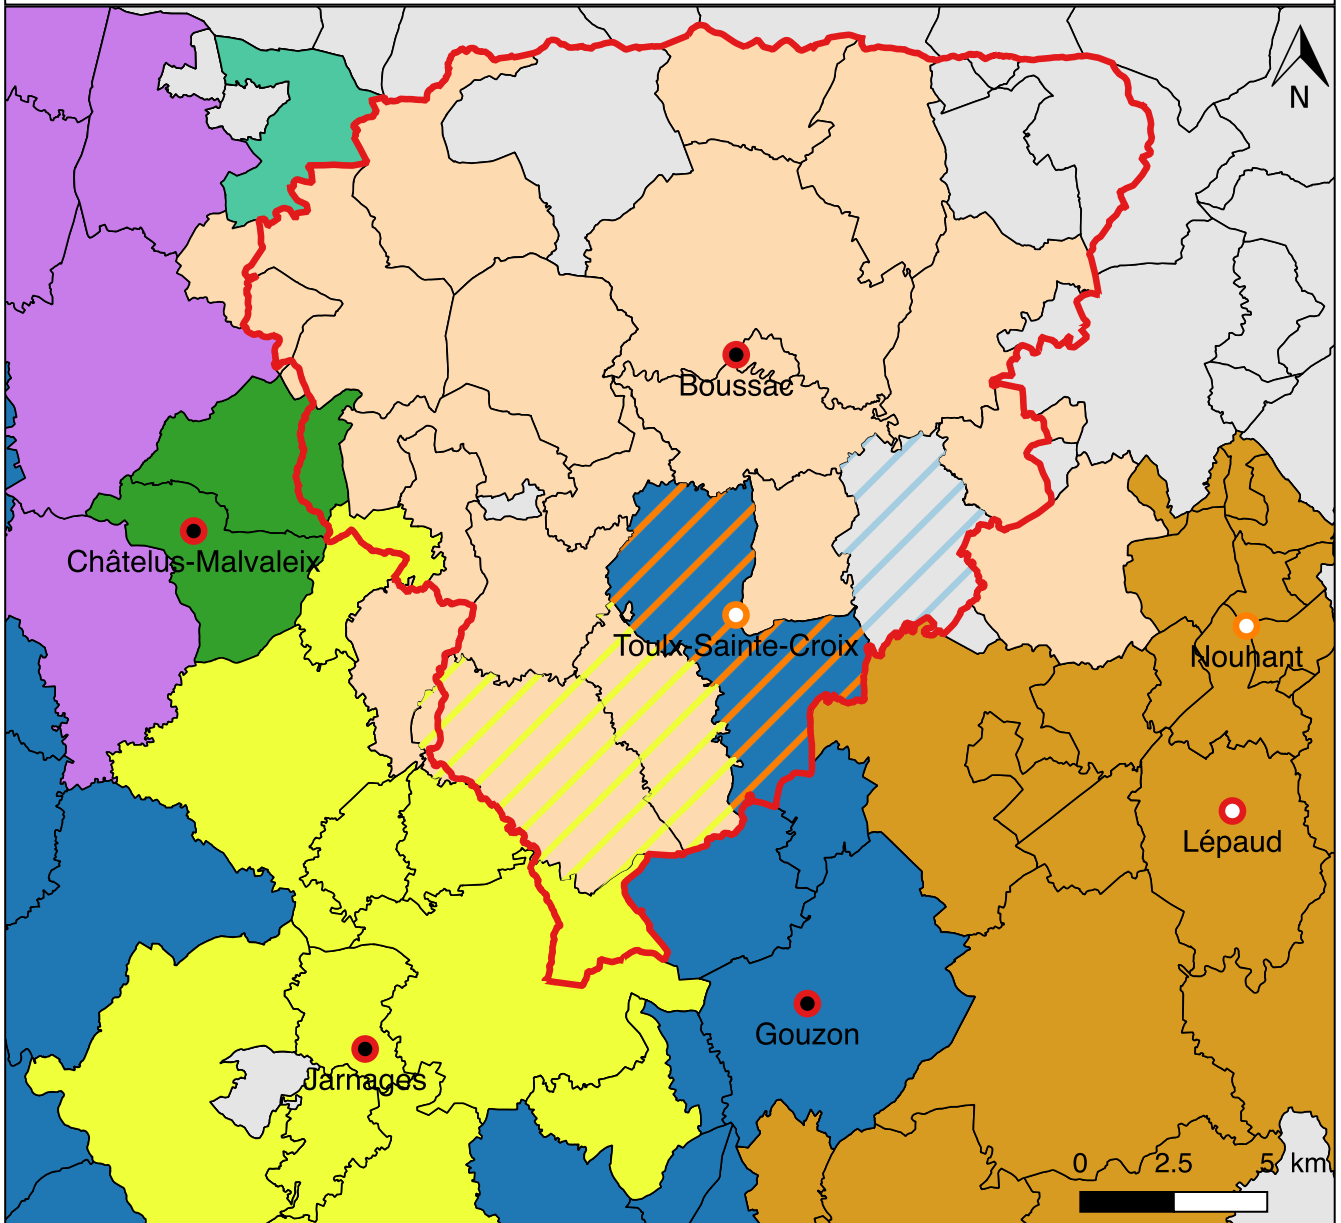 N
Boussac
Châtelus-Malvaleix
Toulx-Sainte-Croix
Nouhant
Lépaud
Gouzon
Jarnages
0 2.5 5 km